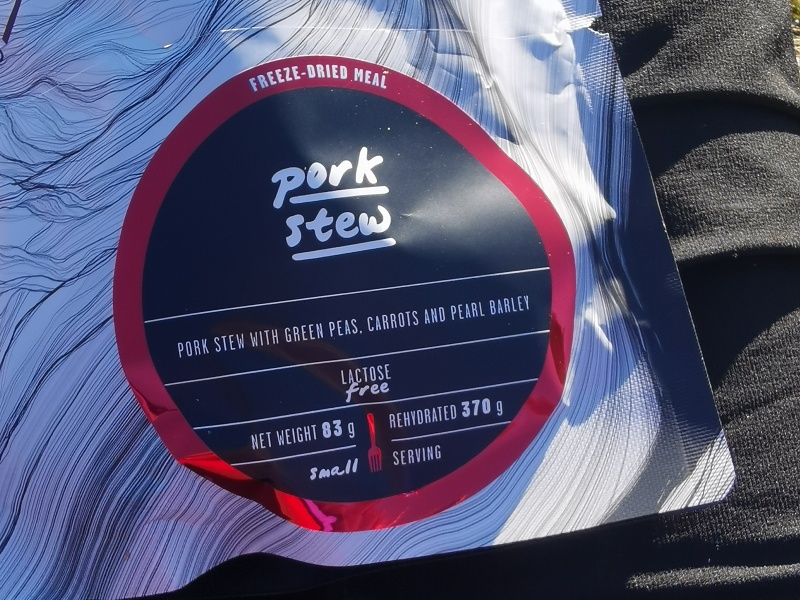 FREEZE-DRIED MEAL
pork
stew
PORK STEW WITH GREEN PEAS, CARROTS AND PEARL BARLEY
LACTOSE
free
NET WEIGHT 83 g
REHYDRATED 370 g
small SERVING